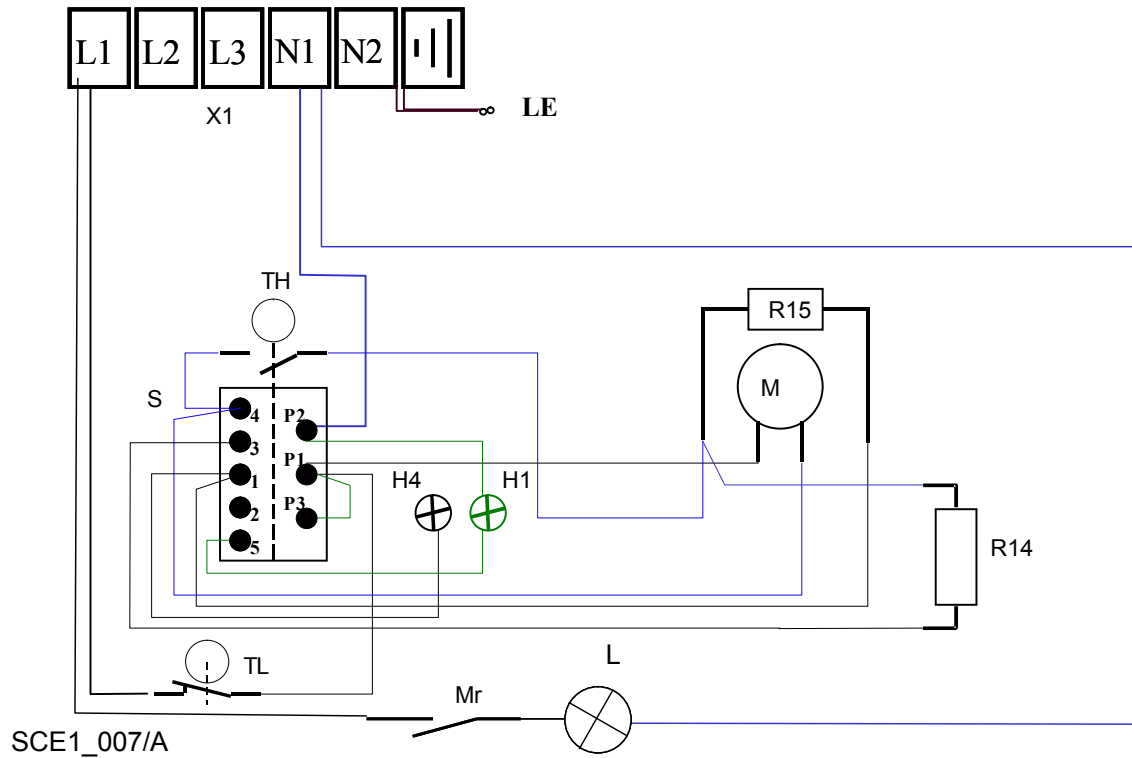 L1 L2 L3 N1 N2
X1
LE
TH
R15
M
S
4 P2
3
P1
1
H4 H1
P3
2
5
R14
TL
L
Mr
SCE1_007/A